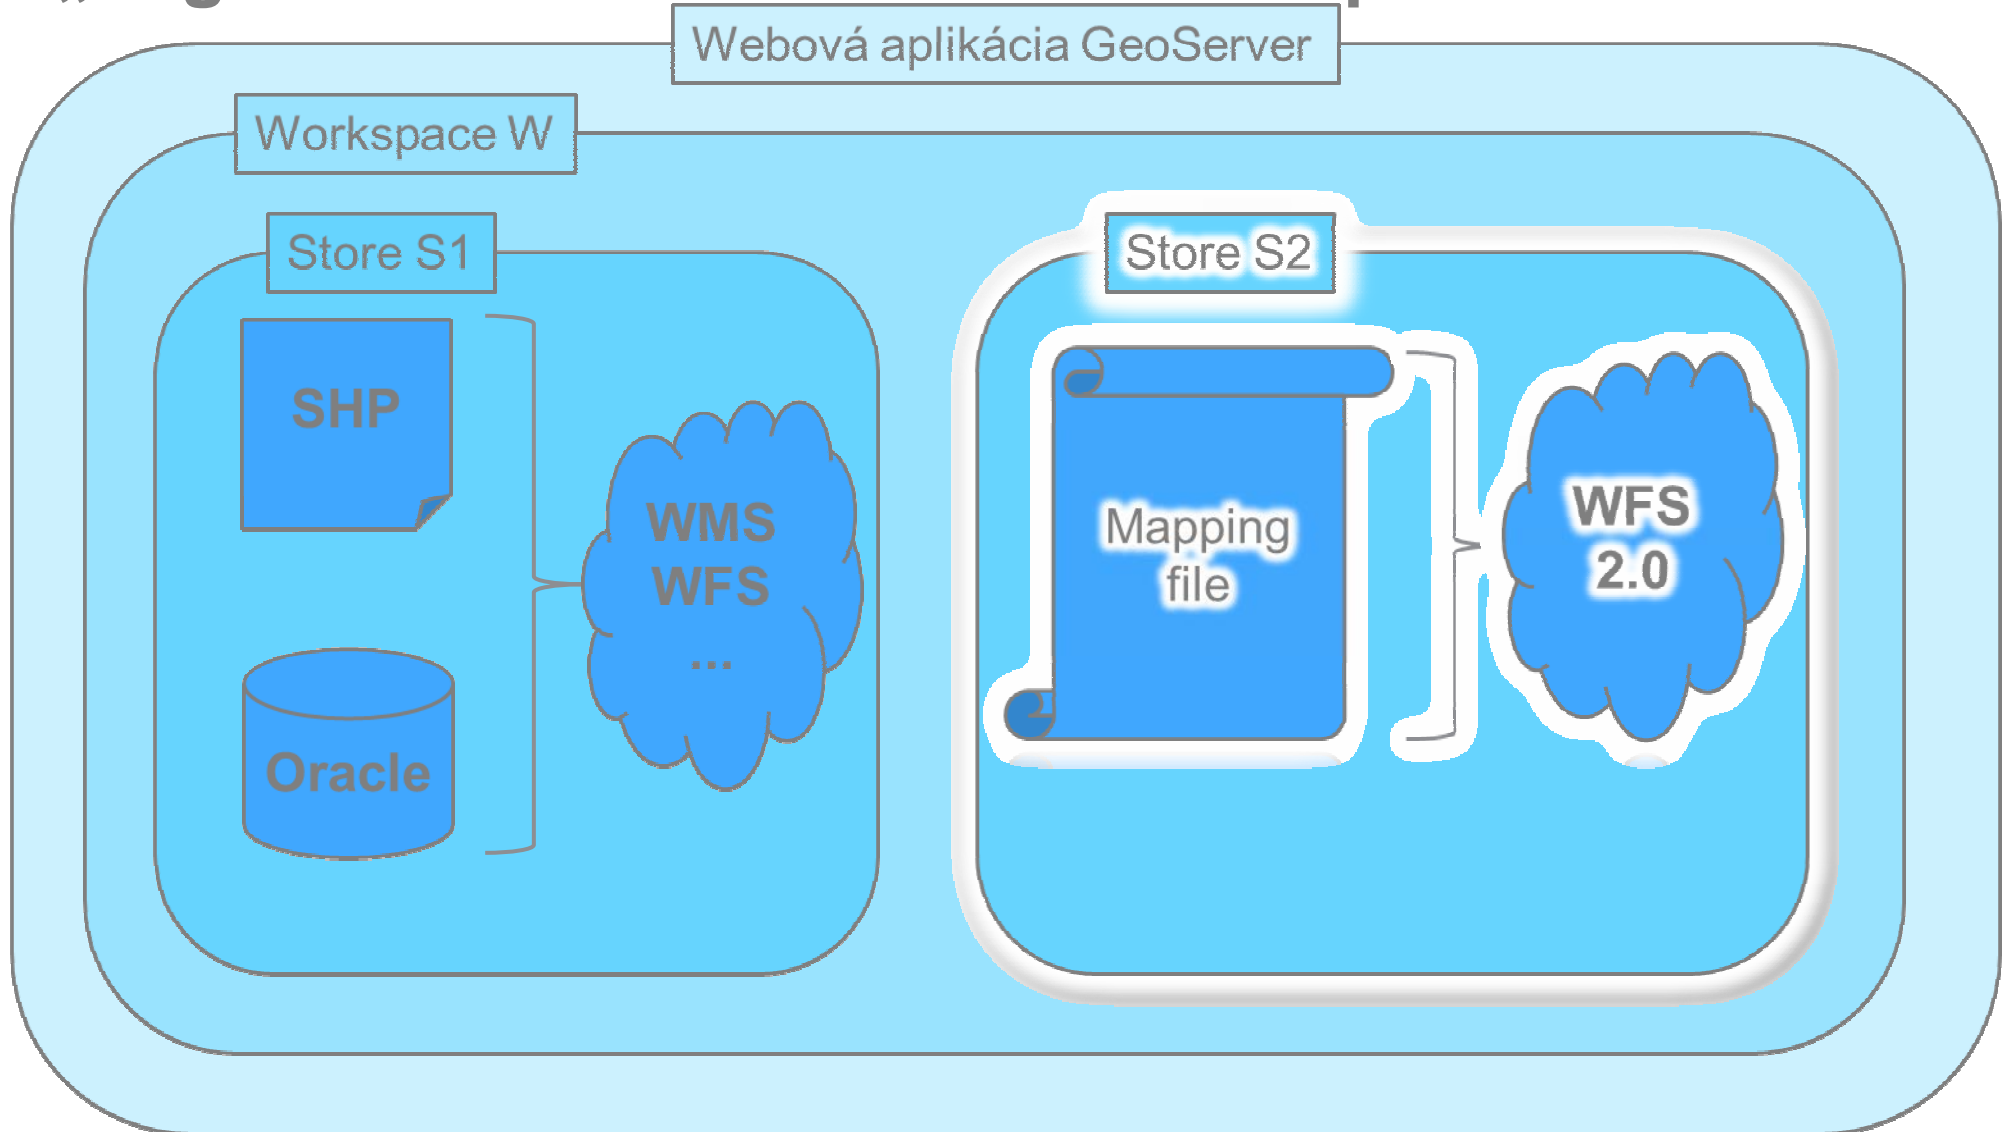 Webová aplikácia GeoServer
Workspace W
Store S1
SHP
Oracle
WMS
WFS
...
Store S2
Mapping
file
WFS
2.0